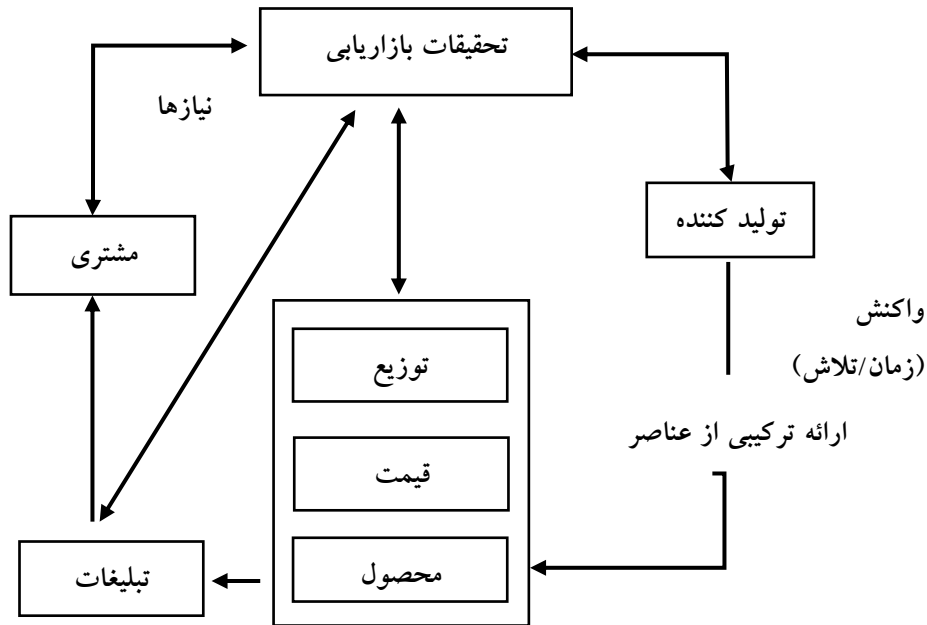 تحقیقات بازاریابی
نیازها
تولید کننده
مشتری
واکنش
(زمان/تلاش)
توزیع
ارائه ترکیبی از عناصر
قیمت
محصول
تبلیغات